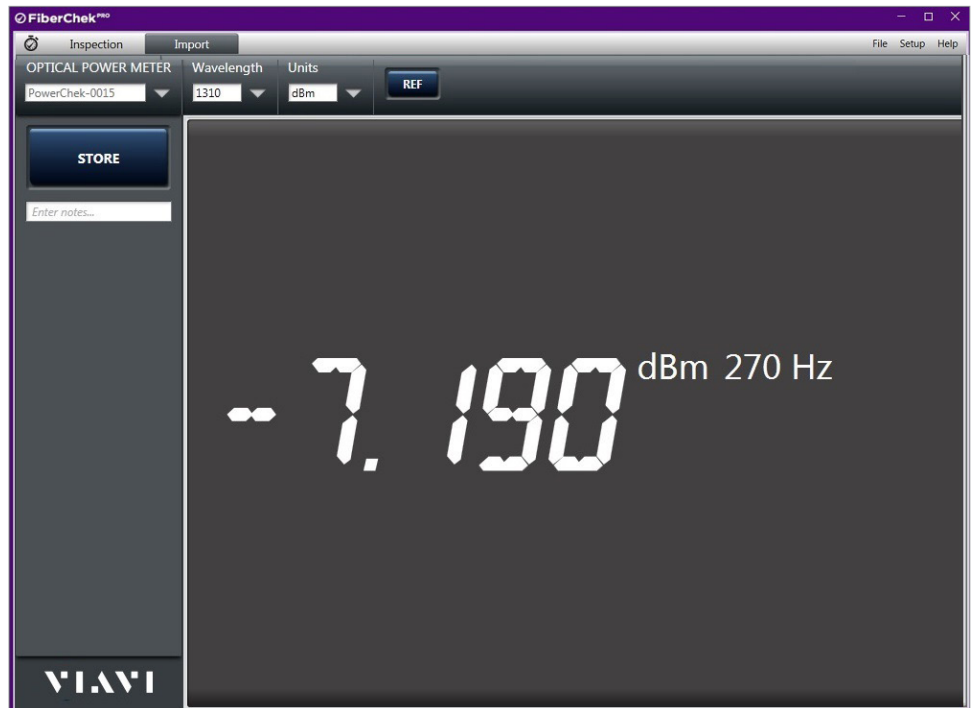 FiberChek PRO
Inspection Import File Setup Help
OPTICAL POWER METER Wavelength Units
PowerChek-0015 1310 dBm REF
STORE
Enter notes...
-7.190 dBm 270 Hz
VIAVI